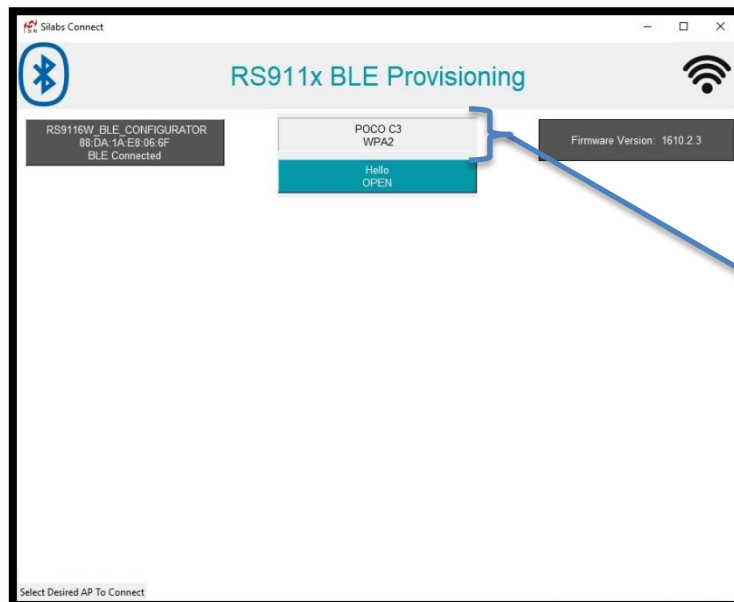 Silabs Connect
RS911x BLE Provisioning
RS9116W_BLE_CONFIGURATOR
88:DA:1A:E8:06:6F
BLE Connected
POCO C3
WPA2
Hello
OPEN
Firmware Version: 1610.2.3
Select Desired AP To Connect